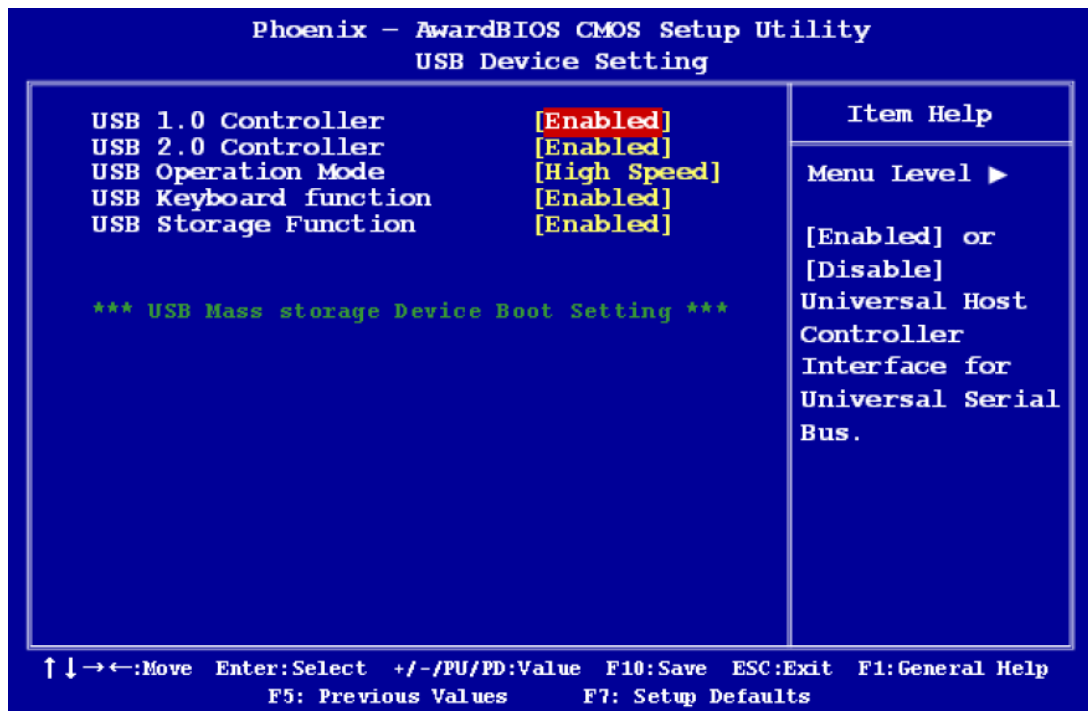 Phoenix – AwardBIOS CMOS Setup Utility
USB Device Setting
USB 1.0 Controller [Enabled]
USB 2.0 Controller [Enabled]
USB Operation Mode [High Speed]
USB Keyboard function [Enabled]
USB Storage Function [Enabled]
*** USB Mass storage Device Boot Setting ***
Item Help
Menu Level ▶
[Enabled] or
[Disable]
Universal Host
Controller
Interface for
Universal Serial
Bus.
↑↓→←:Move Enter:Select +/-/PU/PD:Value F10:Save ESC:Exit F1:General Help
F5: Previous Values F7: Setup Defaults